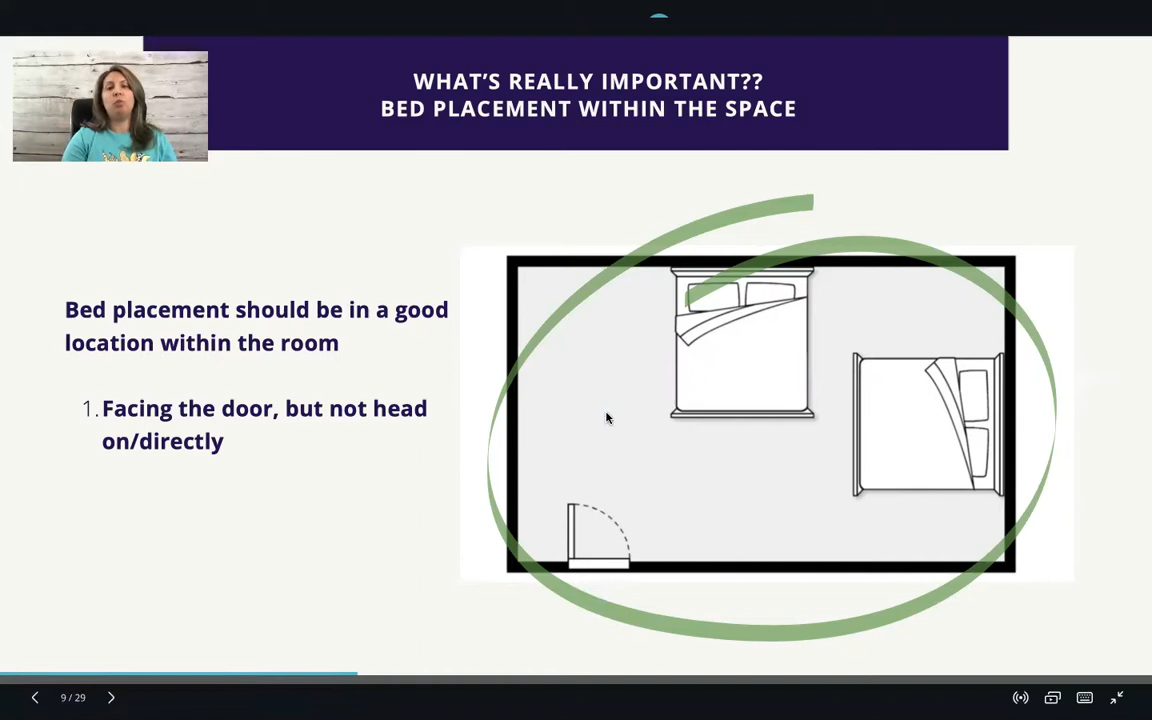 WHAT'S REALLY IMPORTANT??
BED PLACEMENT WITHIN THE SPACE
Bed placement should be in a good
location within the room
1. Facing the door, but not head
on/directly
9 / 29